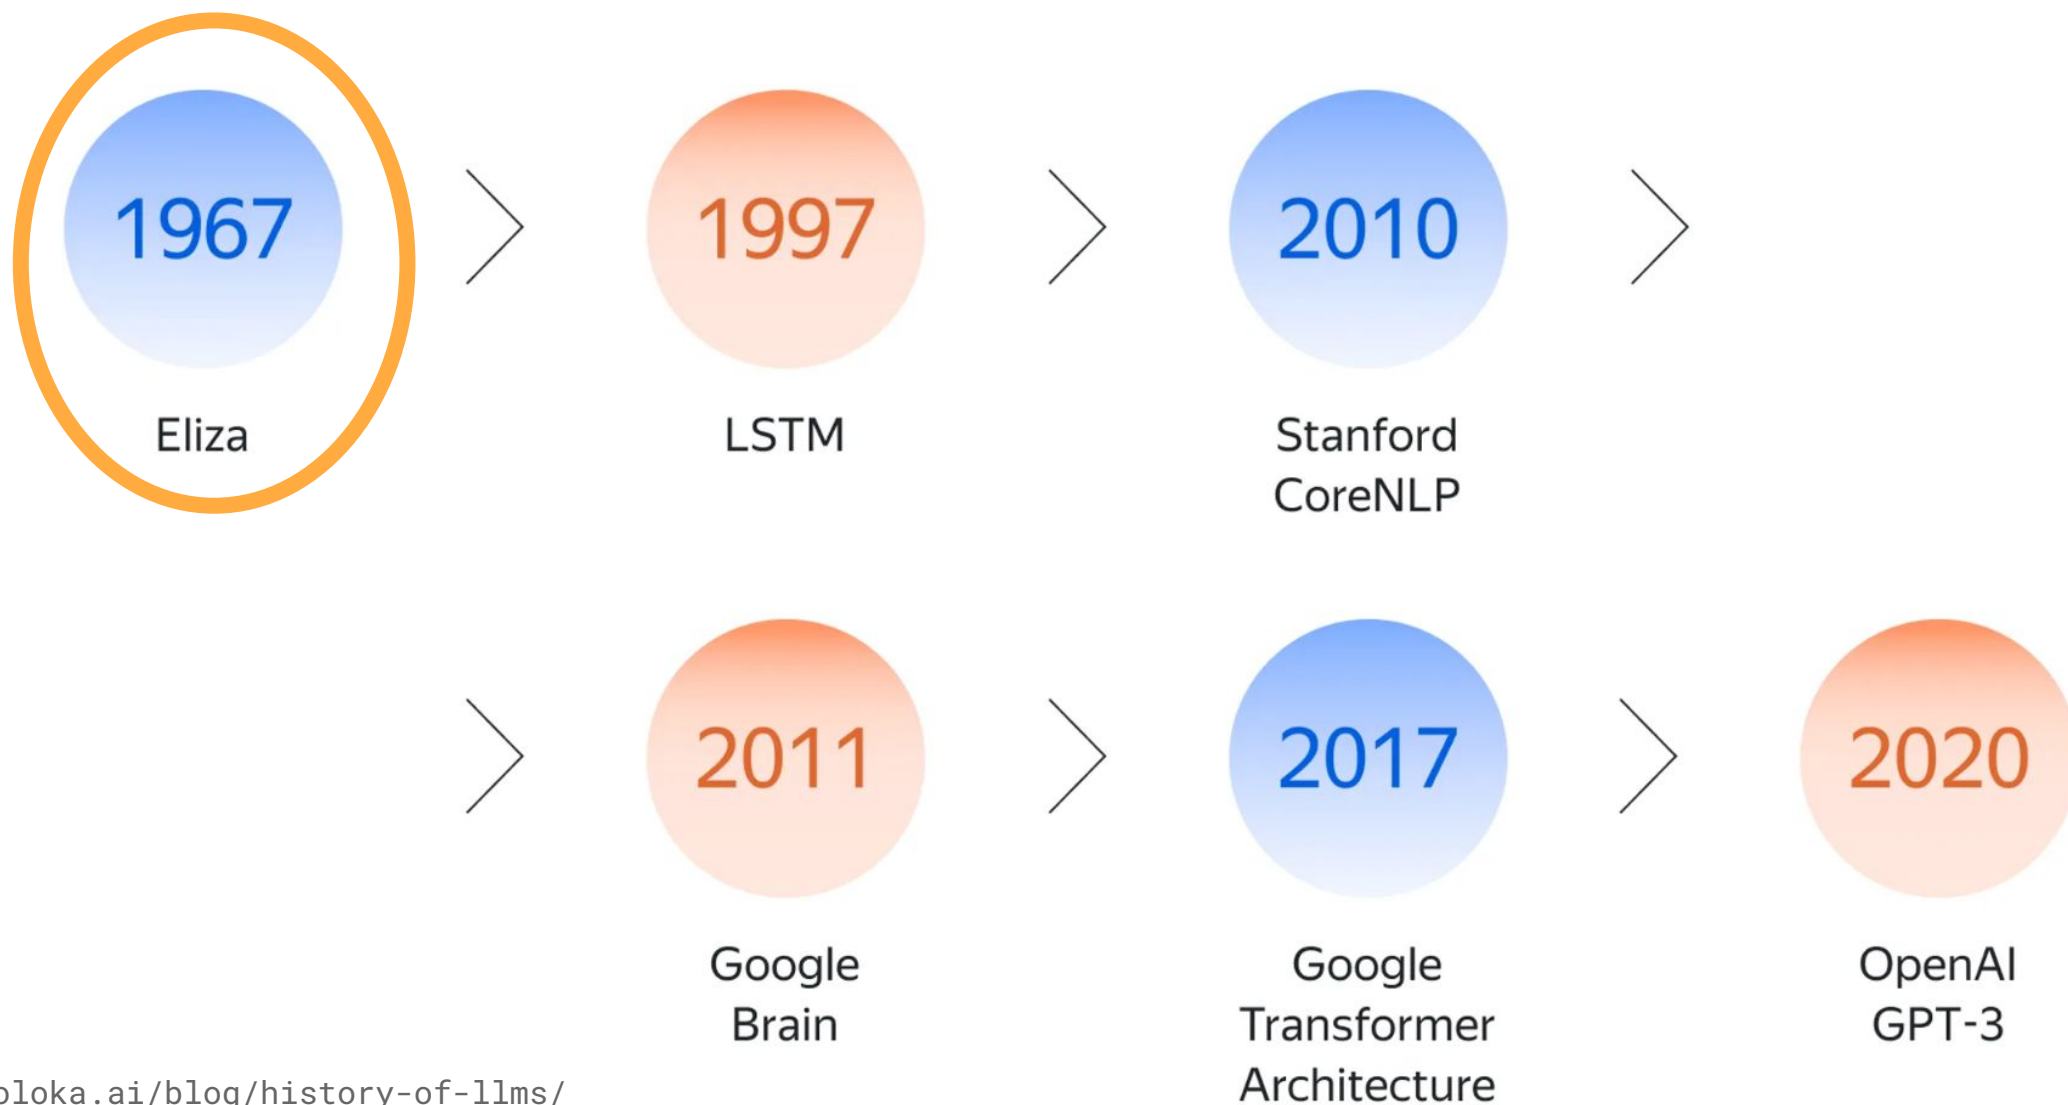 1967
1997
2010
Eliza
LSTM
Stanford
CoreNLP
2011
2017
2020
Google
Brain
Google
Transformer
Architecture
OpenAI
GPT-3
oloka.ai/blog/history-of-llms/